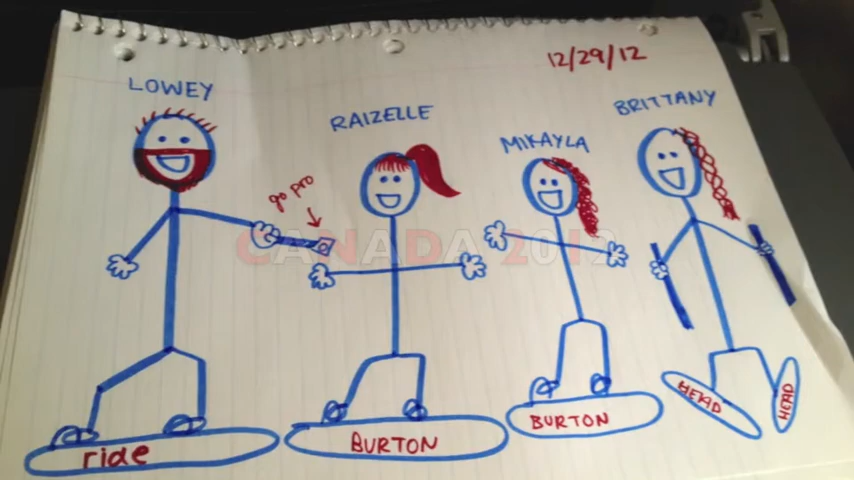 12/29/12
LOWEY
RAIZELLE
MIKAYLA
BRITTANY
go pro
CANADA 2012
ride
BURTON
BURTON
HEAD
HEAD